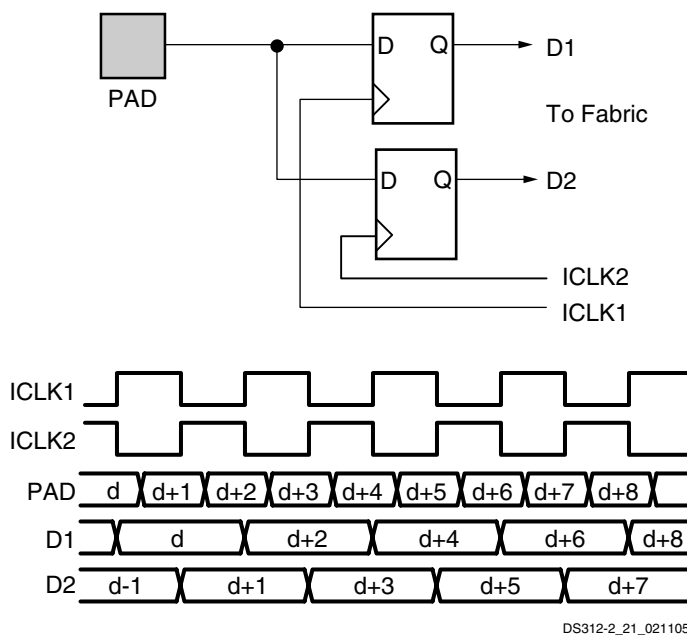 D Q D1
PAD
To Fabric
D Q D2
ICLK2
ICLK1
ICLK1
ICLK2
PAD d d+1 d+2 d+3 d+4 d+5 d+6 d+7 d+8
D1 d d+2 d+4 d+6 d+8
D2 d-1 d+1 d+3 d+5 d+7
DS312-2_21_021105